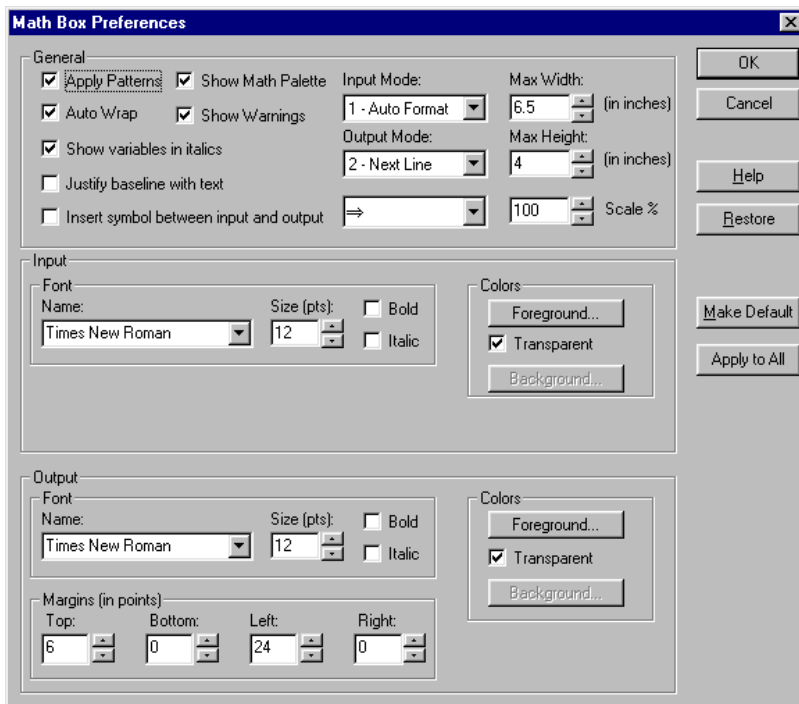 Math Box Preferences
General
Apply Patterns
Show Math Palette
Auto Wrap
Show Warnings
Show variables in italics
Justify baseline with text
Insert symbol between input and output
Input Mode:
1 - Auto Format
Output Mode:
2 - Next Line
⇒
Max Width:
6.5 (in inches)
Max Height:
4 (in inches)
100 Scale %
OK
Cancel
Help
Restore
Make Default
Apply to All
Input
Font
Name:
Times New Roman
Size (pts):
12
Bold
Italic
Colors
Foreground...
Transparent
Background...
Output
Font
Name:
Times New Roman
Size (pts):
12
Bold
Italic
Colors
Foreground...
Transparent
Background...
Margins (in points)
Top: Bottom: Left: Right:
6 0 24 0